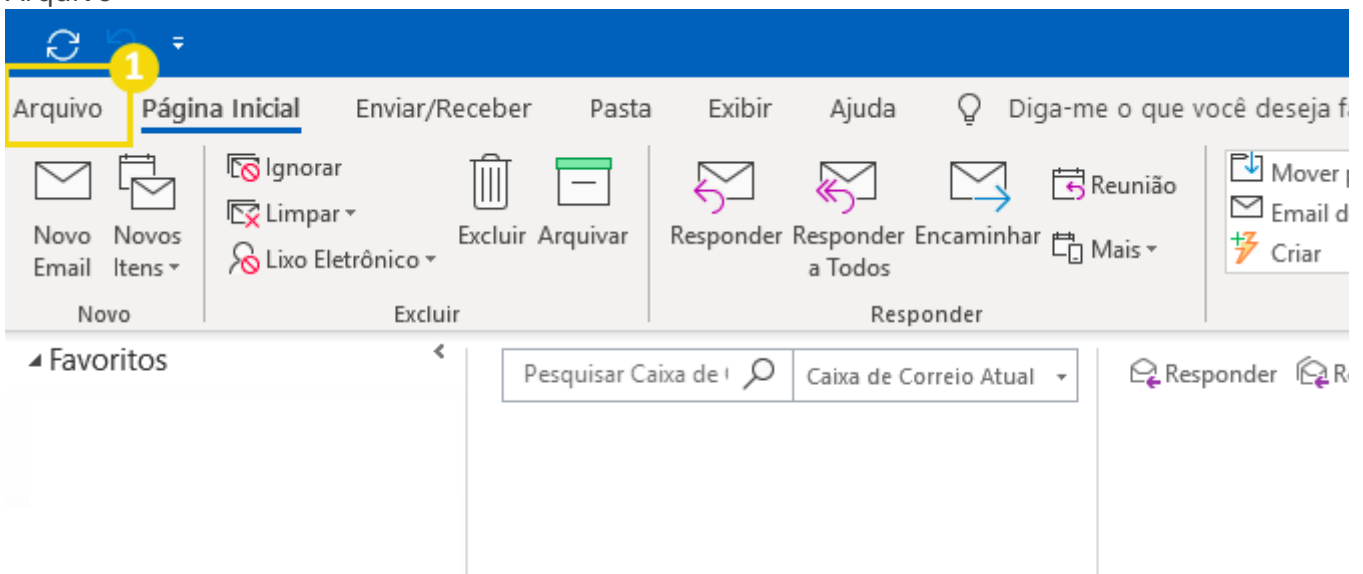 Arquivo
1
Arquivo Página Inicial Enviar/Receber Pasta Exibir Ajuda Diga-me o que você deseja
Novo Email
Novos Itens
Ignorar
Limpar
Lixo Eletrônico
Excluir
Arquivar
Responder
Responder a Todos
Encaminhar
Reunião
Mais
Mover
Email
Criar
Novo
Excluir
Responder
Favoritos
Pesquisar Caixa de
Caixa de Correio Atual
Responder